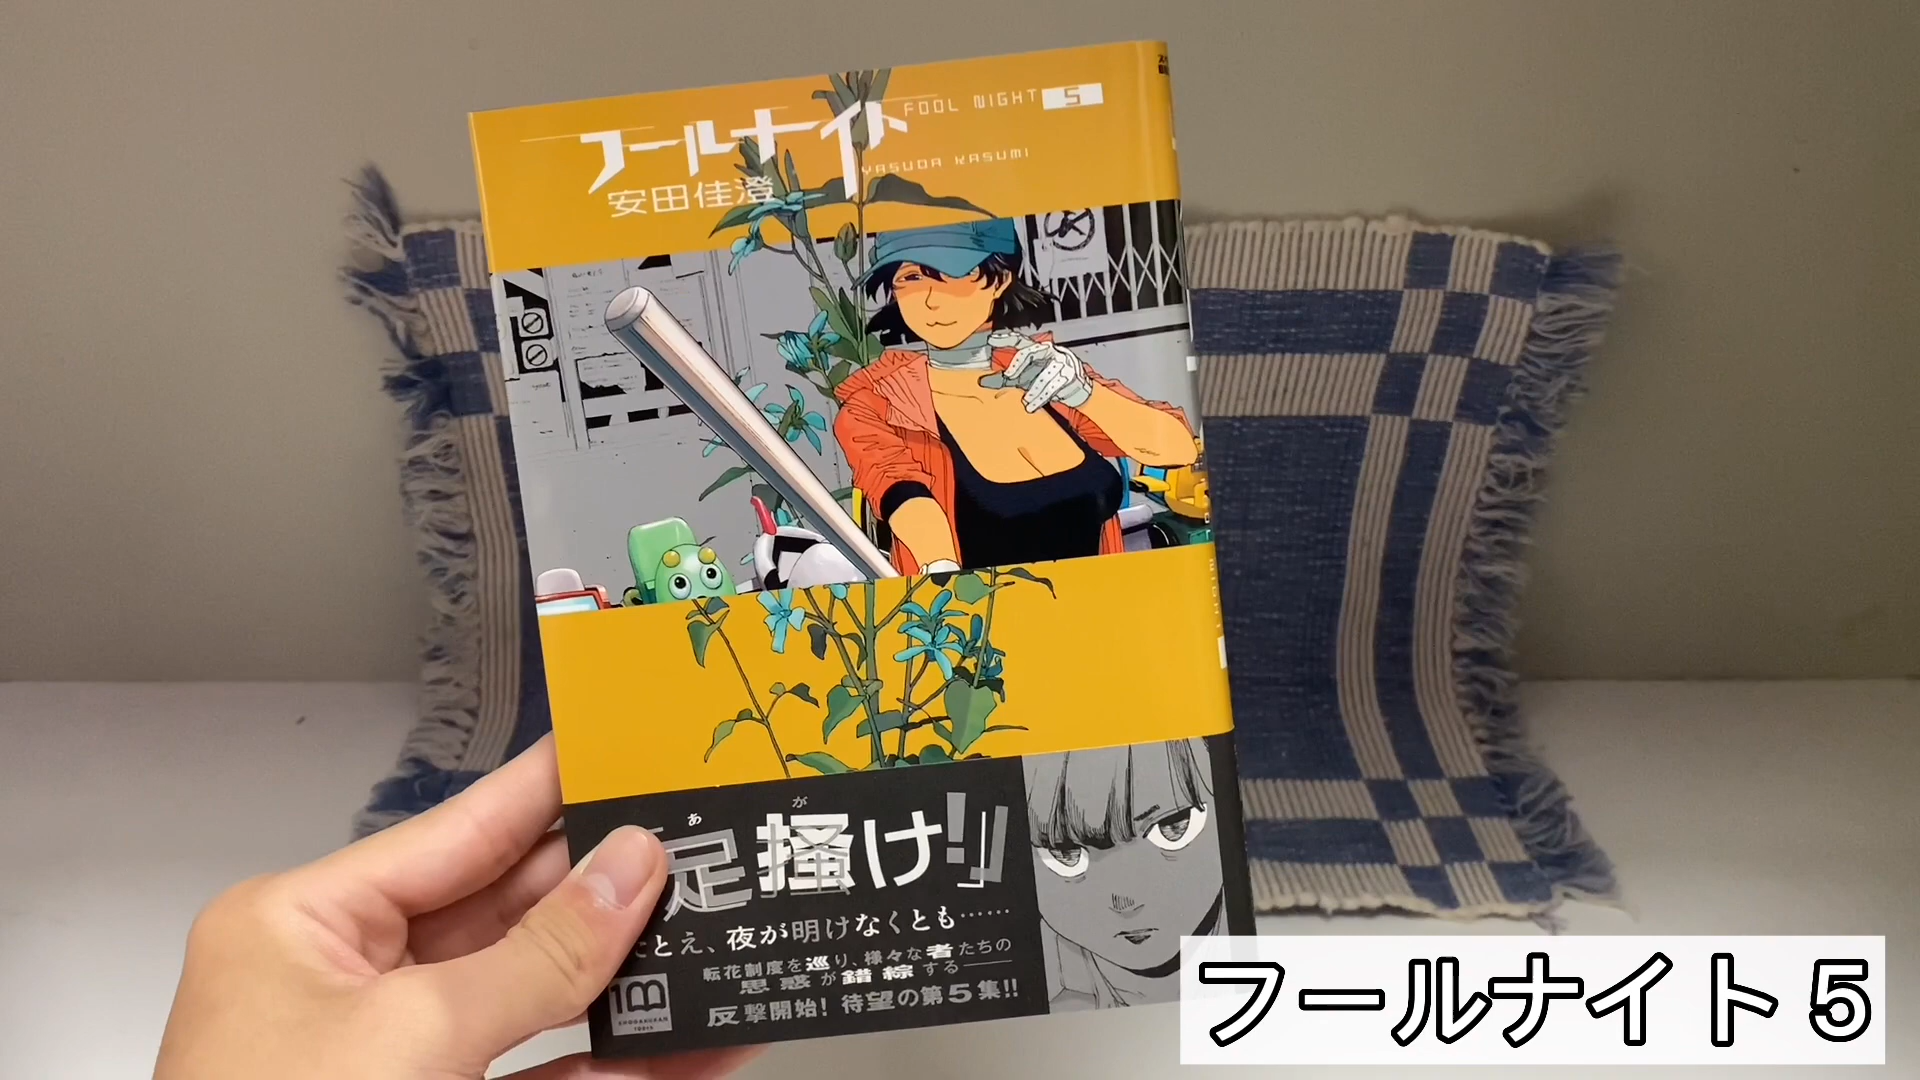 フールナイト
FOOL NIGHT 5
YASUDA KASUMI
安田佳澄
あが
「足掻け!!」
たとえ、夜が明けなくとも……
転花制度を巡り、様々な者たちの
思惑が錯綜する――
反撃開始！待望の第5集!!
100
SHOGAKUKAN
フールナイト 5